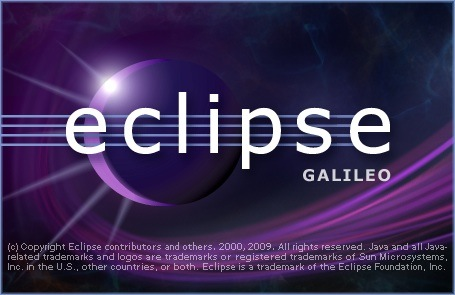 eclipse
GALILEO
(c) Copyright Eclipse contributors and others. 2000, 2009. All rights reserved. Java and all Java-
related trademarks and logos are trademarks or registered trademarks of Sun Microsystems,
Inc. in the U.S., other countries, or both. Eclipse is a trademark of the Eclipse Foundation, Inc.